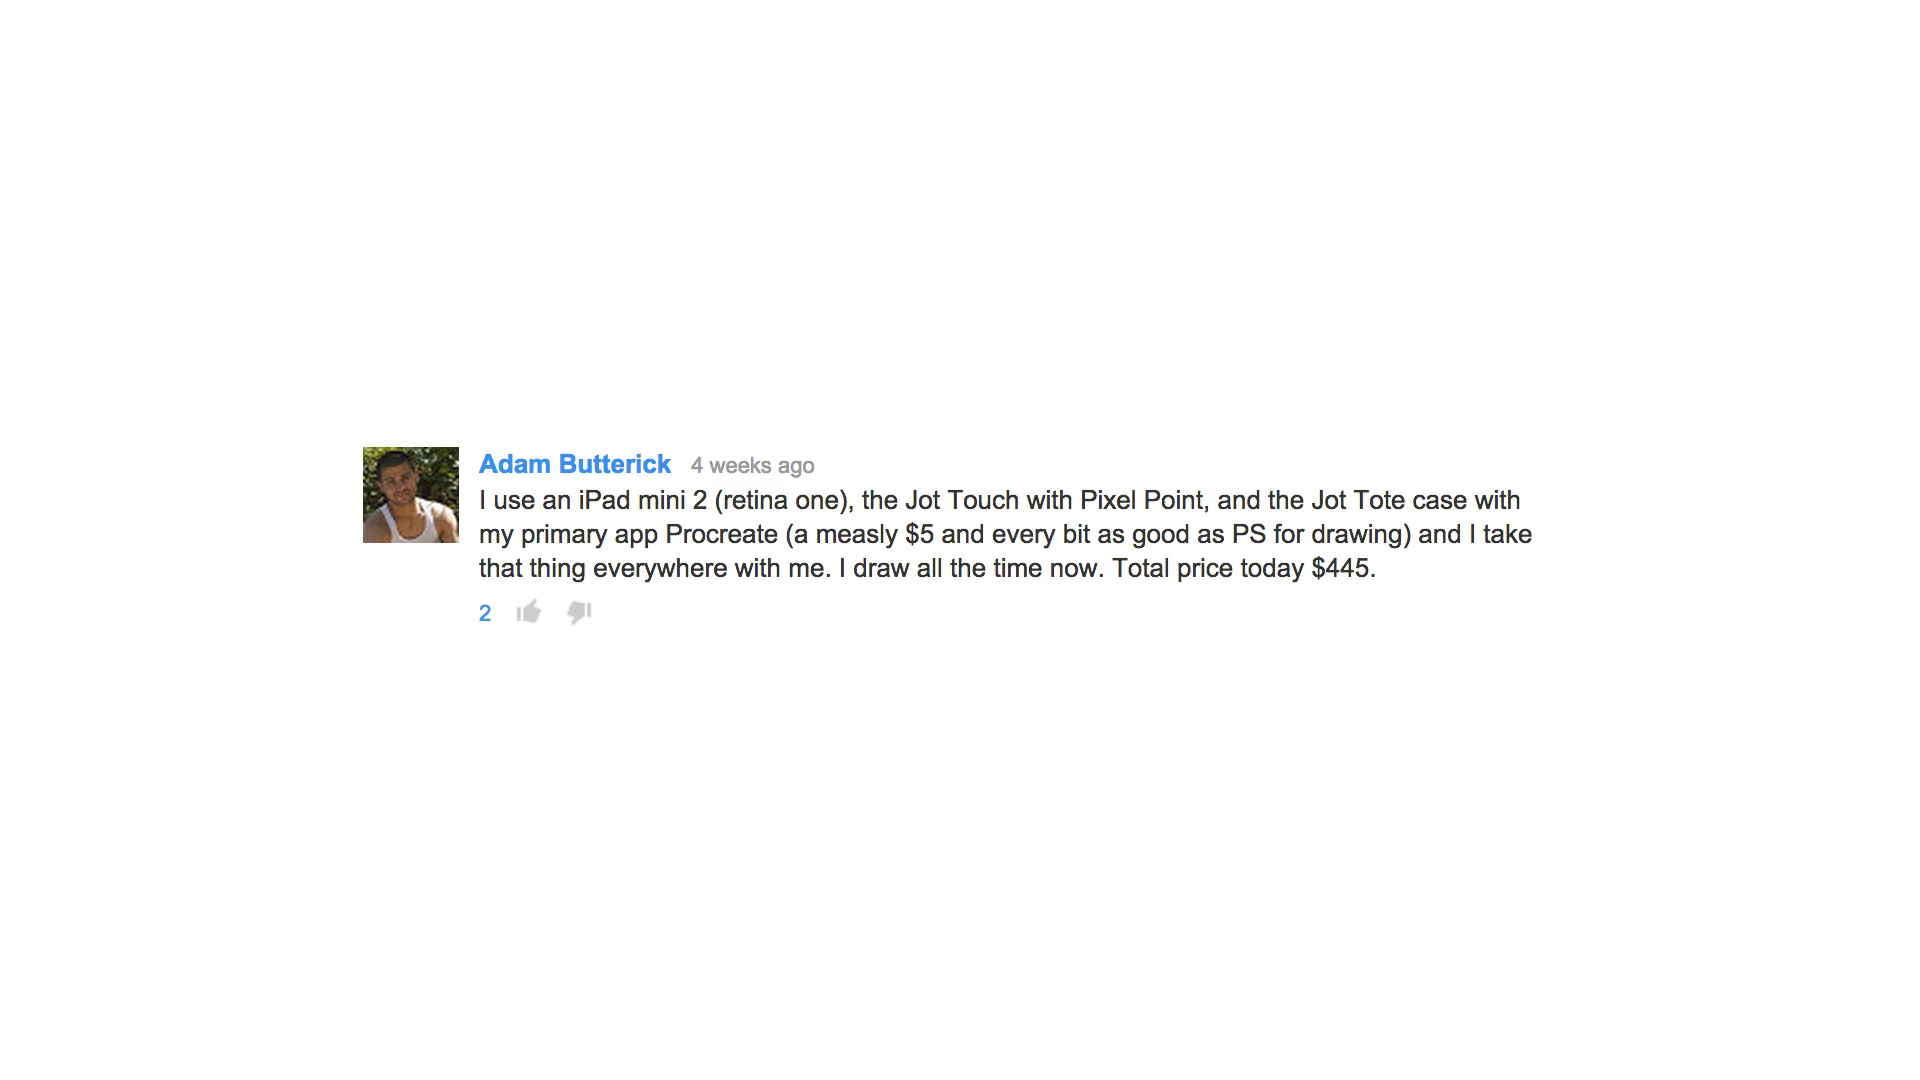 Adam Butterick 4 weeks ago
I use an iPad mini 2 (retina one), the Jot Touch with Pixel Point, and the Jot Tote case with
my primary app Procreate (a measly $5 and every bit as good as PS for drawing) and I take
that thing everywhere with me. I draw all the time now. Total price today $445.
2